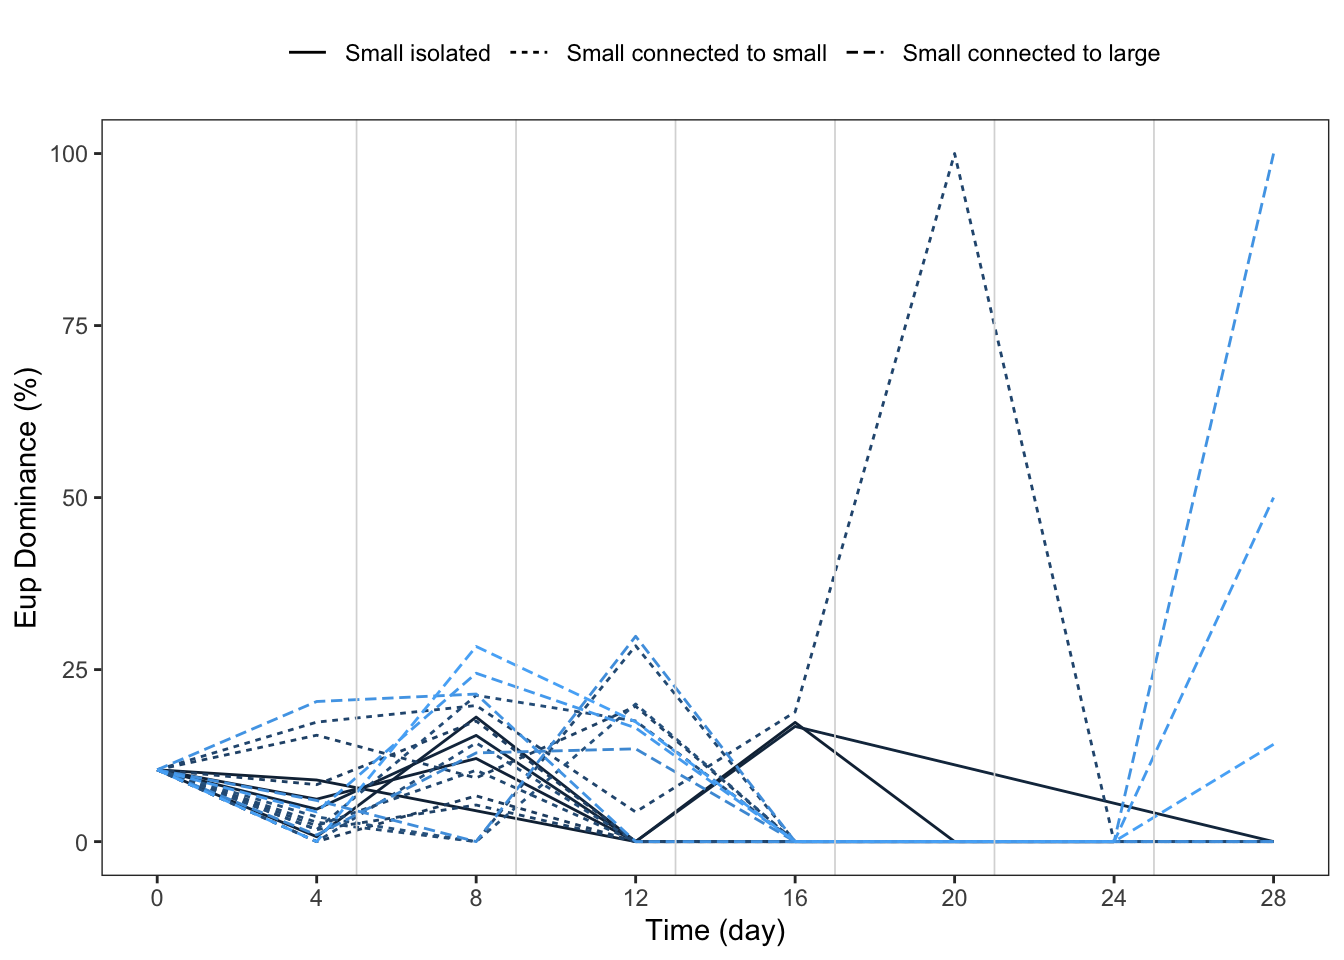 Small isolated Small connected to small Small connected to large
Eup Dominance (%)
100
75
50
25
0
0 4 8 12 16 20 24 28
Time (day)